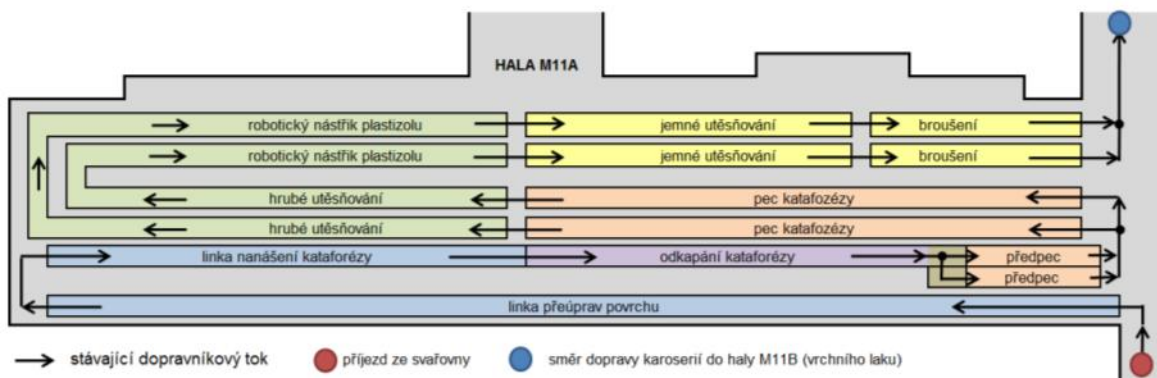 HALA M11A
robotický nástřik plastizolu jemné utěsňování broušení
robotický nástřik plastizolu jemné utěsňování broušení
hrubé utěsňování pec katafozézy
hrubé utěsňování pec katafozézy
linka nanášení kataforézy odkapání kataforézy předpec
předpec
linka přeúprav povrchu
stávající dopravníkový tok příjezd ze svařovny směr dopravy karoserií do haly M11B (vrchního laku)